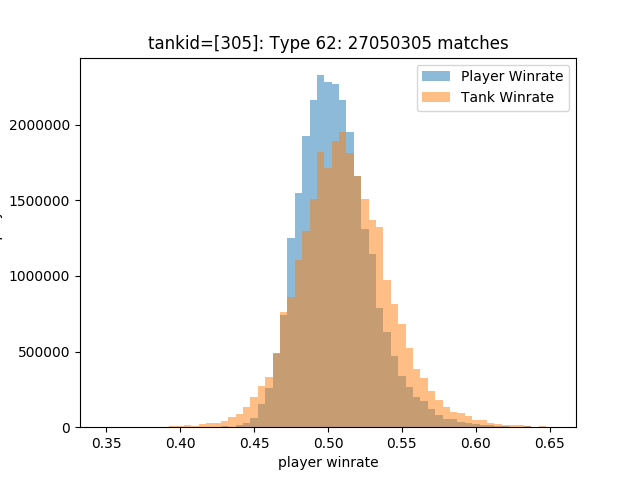 tankid=[305]: Type 62: 27050305 matches
Player Winrate
Tank Winrate
2000000
1500000
1000000
500000
0
0.35 0.40 0.45 0.50 0.55 0.60 0.65
player winrate